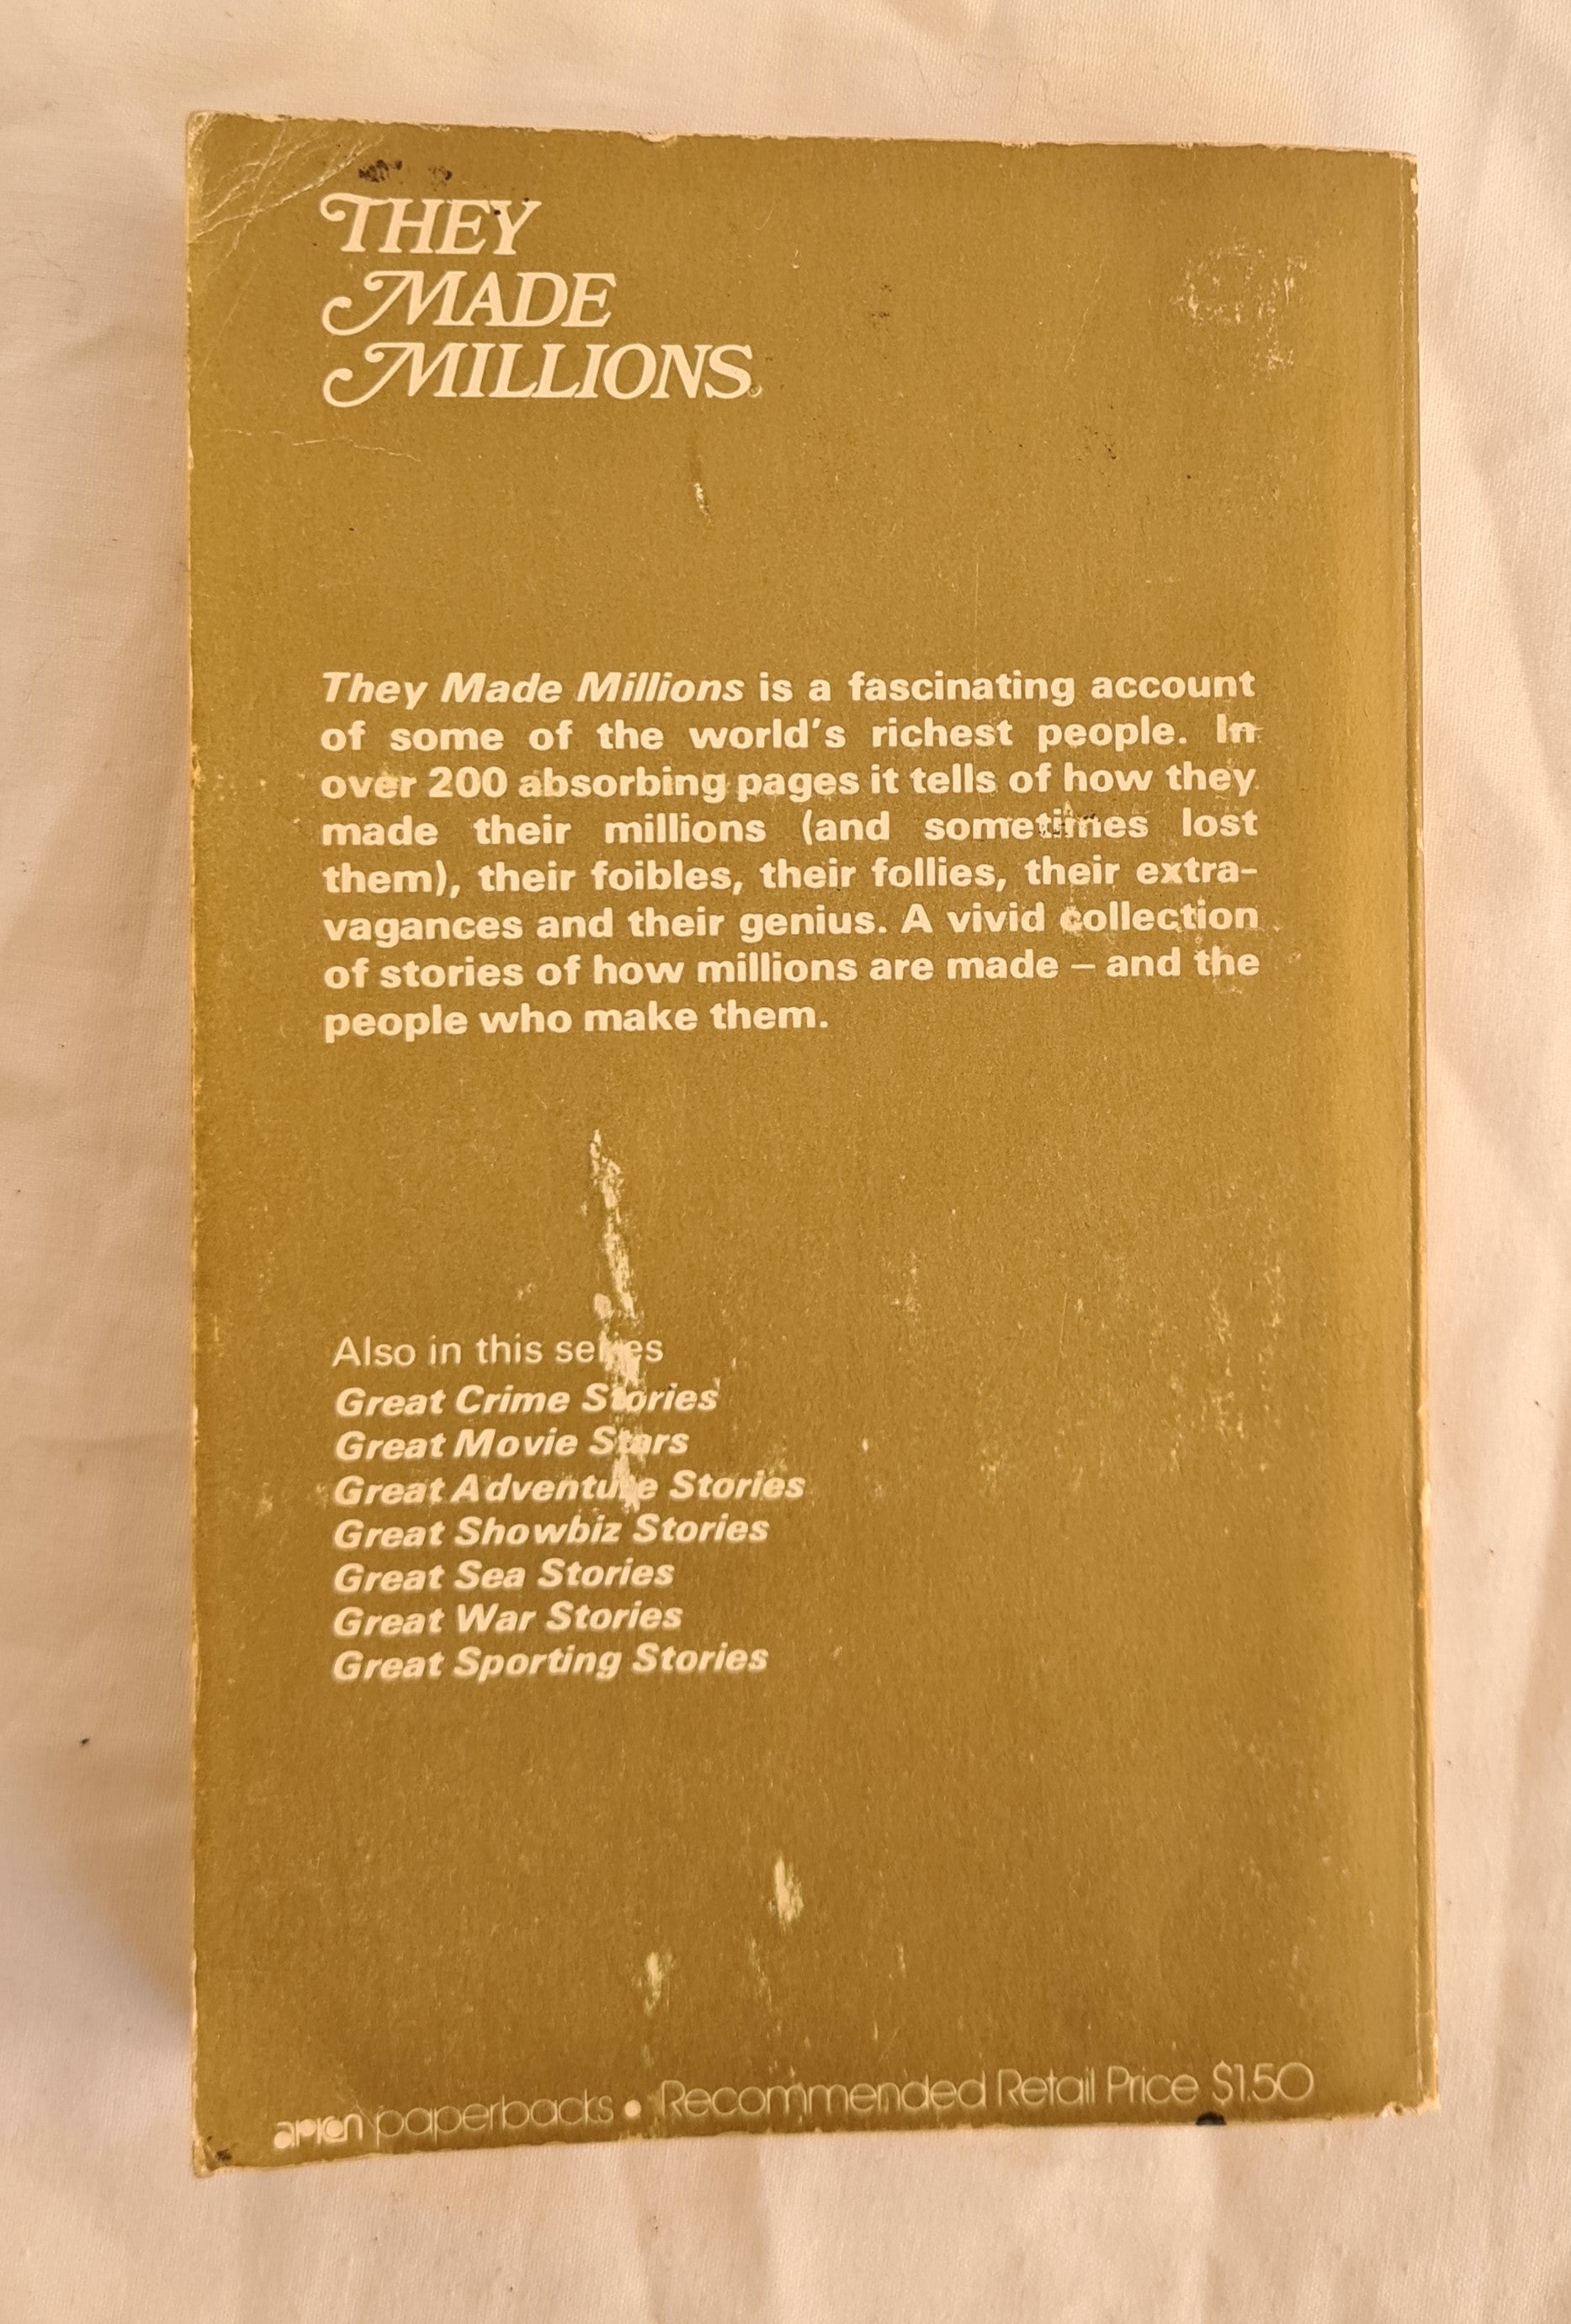 THEY
MADE
MILLIONS
They Made Millions is a fascinating account
of some of the world's richest people. In
over 200 absorbing pages it tells of how they
made their millions (and sometimes lost
them), their foibles, their follies, their extra-
vagances and their genius. A vivid collection
of stories of how millions are made – and the
people who make them.
Also in this series
Great Crime Stories
Great Movie Stars
Great Adventure Stories
Great Showbiz Stories
Great Sea Stories
Great War Stories
Great Sporting Stories
paperbacks • Recommended Retail Price $1.50